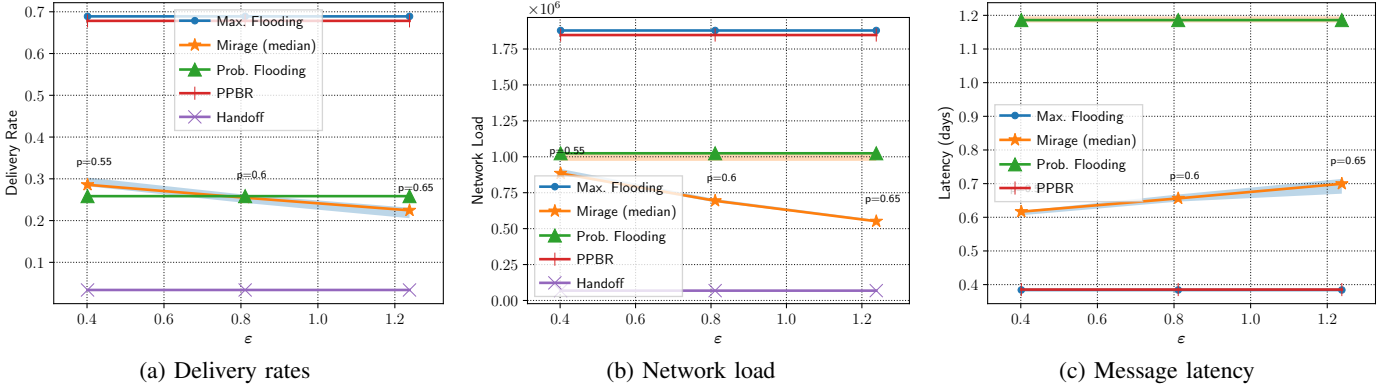 0.7
0.6
0.5
0.4
0.3
0.2
0.1
Delivery Rate
Max. Flooding
Mirage (median)
Prob. Flooding
PPBR
Handoff
p=0.55
p=0.6
p=0.65
0.4 0.6 0.8 1.0 1.2
ε
(a) Delivery rates
×10⁶
1.75
1.50
1.25
1.00
0.75
0.50
0.25
0.00
Network Load
p=0.55
p=0.6
p=0.65
Max. Flooding
Mirage (median)
Prob. Flooding
PPBR
Handoff
0.4 0.6 0.8 1.0 1.2
ε
(b) Network load
1.2
1.1
1.0
0.9
0.8
0.7
0.6
0.5
0.4
Latency (days)
Max. Flooding
Mirage (median)
Prob. Flooding
PPBR
p=0.6
p=0.65
0.4 0.6 0.8 1.0 1.2
ε
(c) Message latency